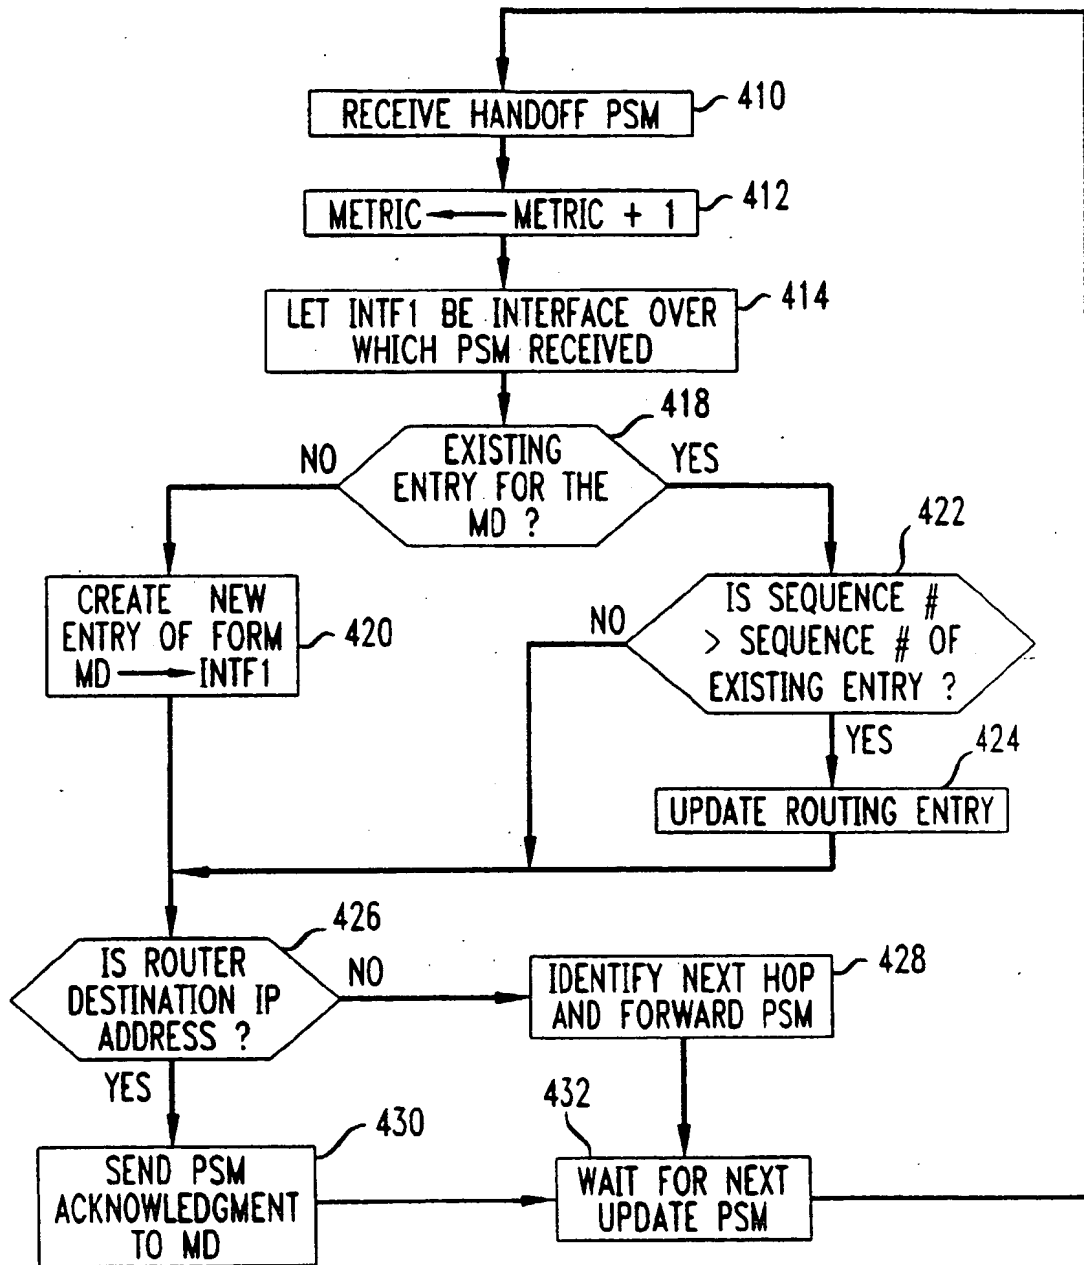 RECEIVE HANDOFF PSM
410
METRIC ← METRIC + 1
412
LET INTF1 BE INTERFACE OVER
WHICH PSM RECEIVED
414
EXISTING
ENTRY FOR THE
MD ?
418
NO
YES
CREATE NEW
ENTRY OF FORM
MD → INTF1
420
IS SEQUENCE #
> SEQUENCE # OF
EXISTING ENTRY ?
422
NO
YES
UPDATE ROUTING ENTRY
424
IS ROUTER
DESTINATION IP
ADDRESS ?
426
NO
YES
IDENTIFY NEXT HOP
AND FORWARD PSM
428
SEND PSM
ACKNOWLEDGMENT
TO MD
430
WAIT FOR NEXT
UPDATE PSM
432